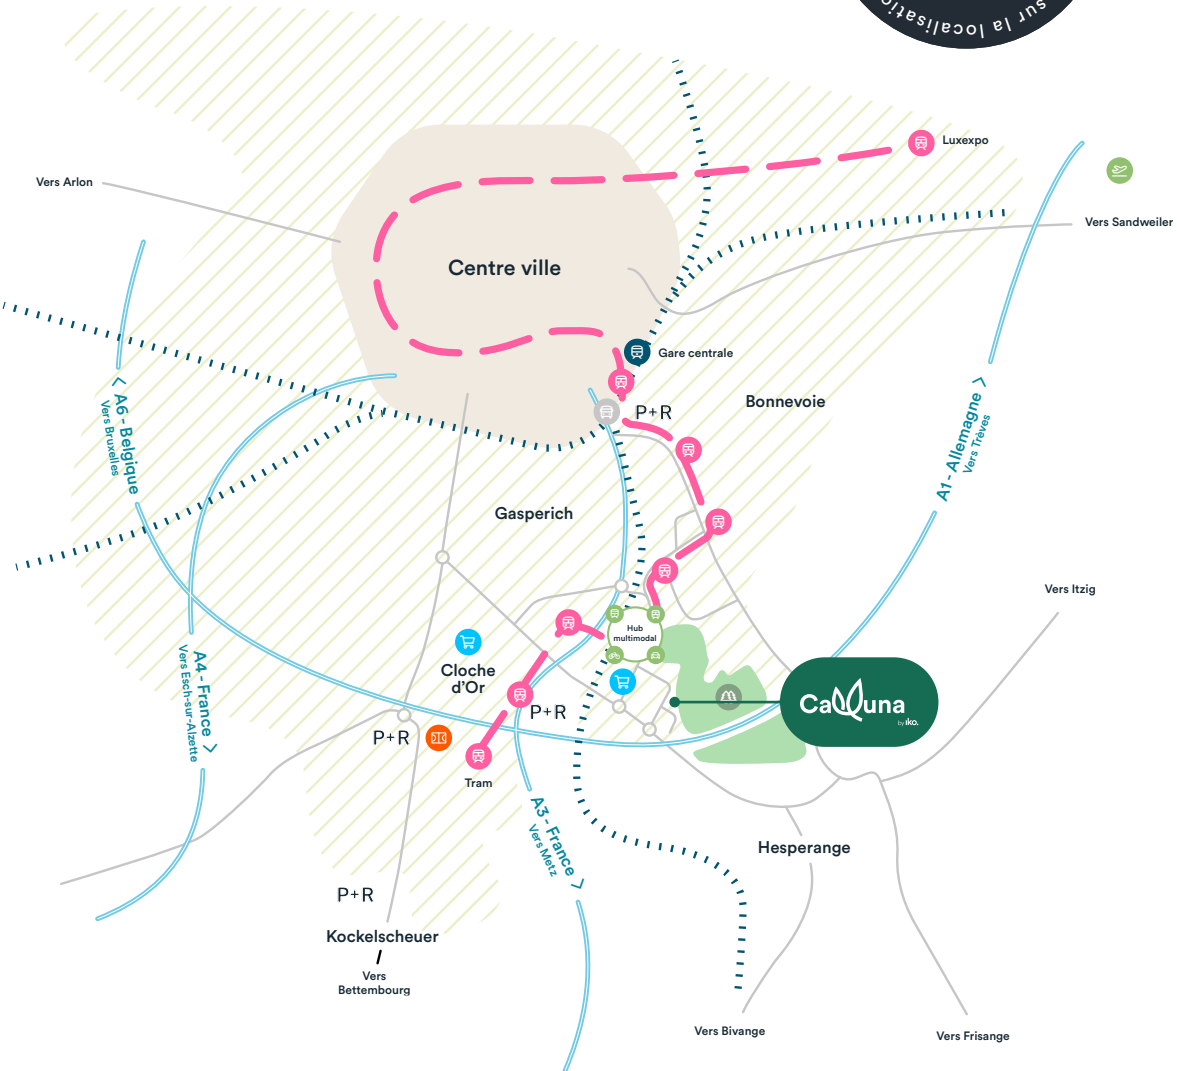 sur la localisatio
Luxexpo
Vers Arlon
Vers Sandweiler
Centre ville
Gare centrale
P+R
Bonnevoie
A6 - Belgique
Vers Bruxelles
A1 - Allemagne
Vers Trèves
Gasperich
Vers Itzig
Hub
multimodal
Cloche
d'Or
A4 - France
Vers Esch-sur-Alzette
P+R
P+R
Calluna
by iko.
Tram
A3 - France
Vers Metz
Hesperange
P+R
Kockelscheuer
Vers
Bettembourg
Vers Bivange
Vers Frisange